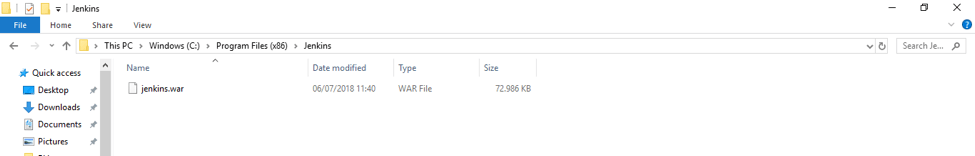 Jenkins
File Home Share View
This PC > Windows (C:) > Program Files (x86) > Jenkins
Search Je...
Quick access
Desktop
Downloads
Documents
Pictures
Name Date modified Type Size
jenkins.war 06/07/2018 11:40 WAR File 72.986 KB